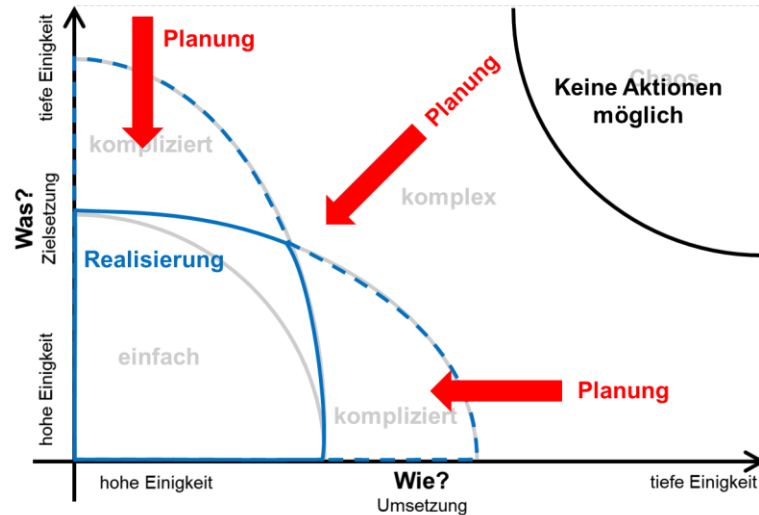 Planung
Planung
Chaos
Keine Aktionen
möglich
tiefe Einigkeit
kompliziert
komplex
Was?
Zielsetzung
Realisierung
einfach
hohe Einigkeit
Planung
kompliziert
hohe Einigkeit
Wie?
tiefe Einigkeit
Umsetzung